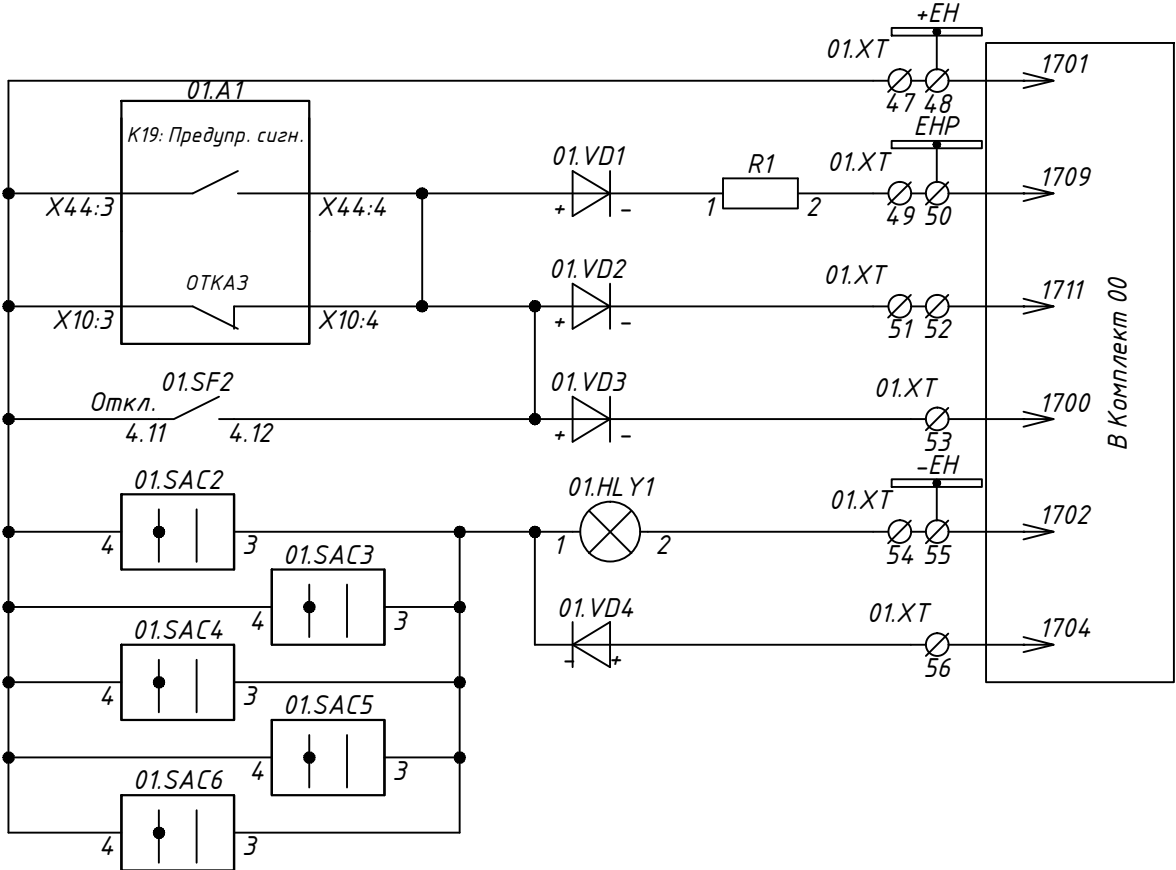 +ЕН
01.XT
1701
47 48
01.A1
К19: Предупр. сигн.
ЕНР
01.VD1
R1
01.XT
1709
X44:3
X44:4
+ -
1 2
49 50
ОТКАЗ
01.VD2
01.XT
1711
X10:3
X10:4
+ -
51 52
В Комплект 00
01.SF2
Откл.
4.11
4.12
01.VD3
+ -
01.XT
1700
53
-ЕН
01.SAC2
4 3
01.HLY1
1 2
01.XT
1702
54 55
01.SAC3
4 3
01.VD4
- +
01.XT
1704
56
01.SAC4
4 3
01.SAC5
4 3
01.SAC6
4 3